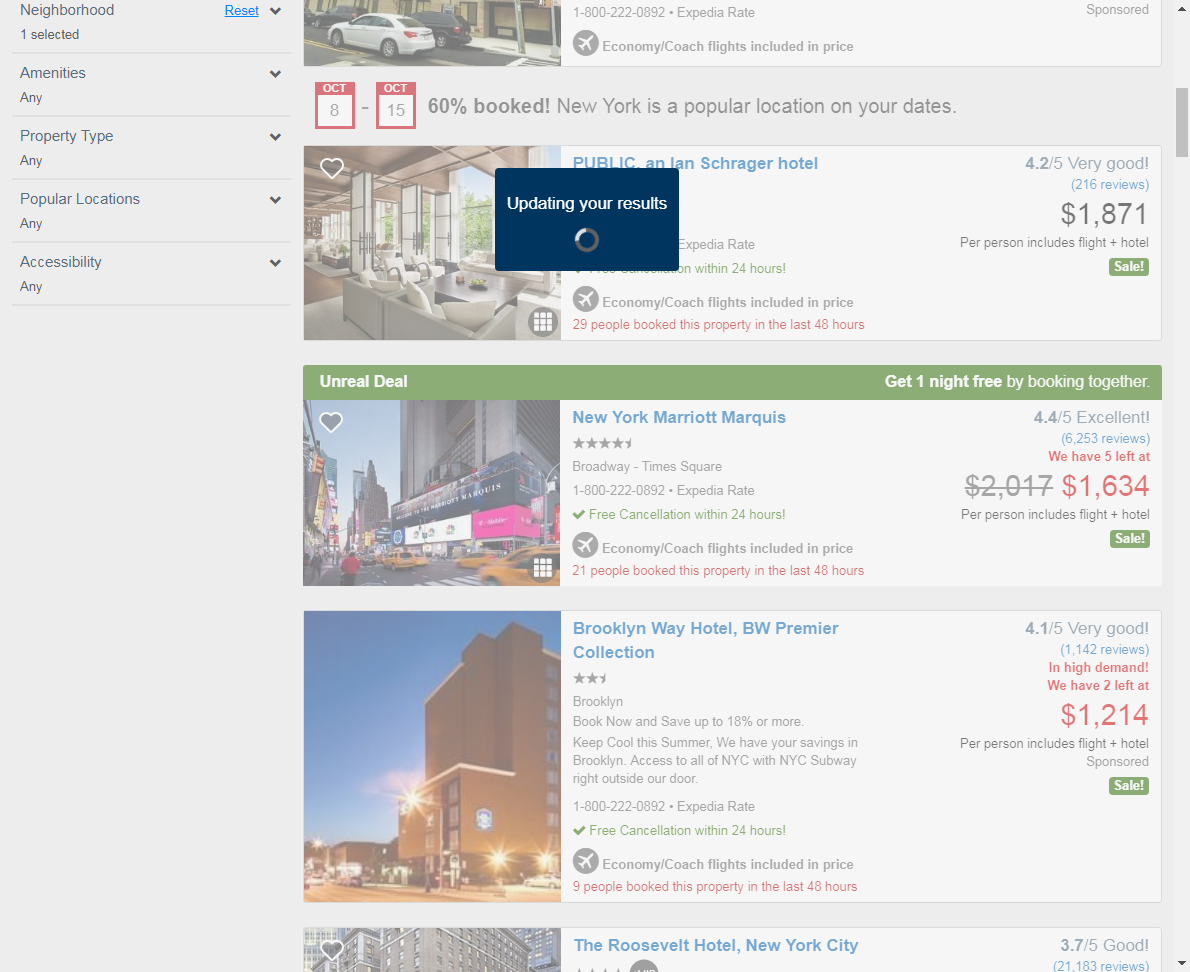 Neighborhood
Reset
1 selected
Amenities
Any
Property Type
Any
Popular Locations
Any
Accessibility
Any
1-800-222-0892 • Expedia Rate
Sponsored
Economy/Coach flights included in price
OCT
8
-
OCT
15
60% booked! New York is a popular location on your dates.
PUBLIC, an Ian Schrager hotel
4.2/5 Very good!
(216 reviews)
$1,871
Per person includes flight + hotel
Sale!
Updating your results
Expedia Rate
Free Cancellation within 24 hours!
Economy/Coach flights included in price
29 people booked this property in the last 48 hours
Unreal Deal
Get 1 night free by booking together.
WELCOME TO THE MARRIOTT MARQUIS
T-Mobile
New York Marriott Marquis
4.4/5 Excellent!
(6,253 reviews)
We have 5 left at
Broadway - Times Square
$2,017 $1,634
1-800-222-0892 • Expedia Rate
Per person includes flight + hotel
Free Cancellation within 24 hours!
Sale!
Economy/Coach flights included in price
21 people booked this property in the last 48 hours
Brooklyn Way Hotel, BW Premier
Collection
4.1/5 Very good!
(1,142 reviews)
In high demand!
We have 2 left at
Brooklyn
$1,214
Book Now and Save up to 18% or more.
Keep Cool this Summer, We have your savings in
Brooklyn. Access to all of NYC with NYC Subway
right outside our door.
Per person includes flight + hotel
Sponsored
Sale!
1-800-222-0892 • Expedia Rate
Free Cancellation within 24 hours!
Economy/Coach flights included in price
9 people booked this property in the last 48 hours
The Roosevelt Hotel, New York City
3.7/5 Good!
(21,183 reviews)